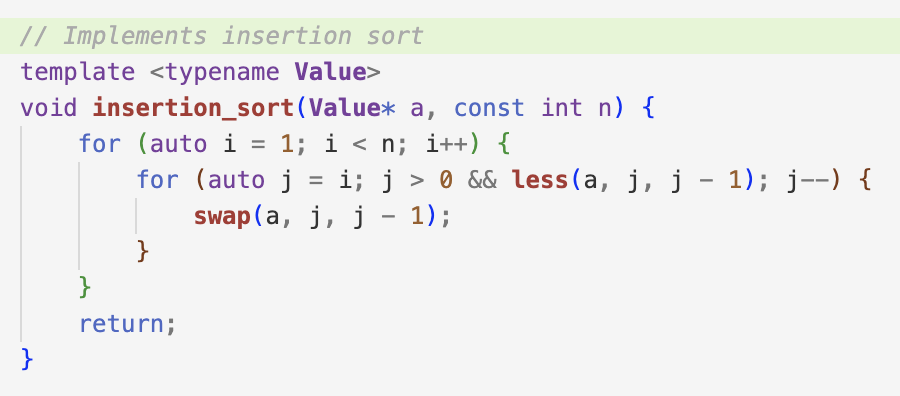 // Implements insertion sort
template <typename Value>
void insertion_sort(Value* a, const int n) {
    for (auto i = 1; i < n; i++) {
        for (auto j = i; j > 0 && less(a, j, j - 1); j--) {
            swap(a, j, j - 1);
        }
    }
    return;
}